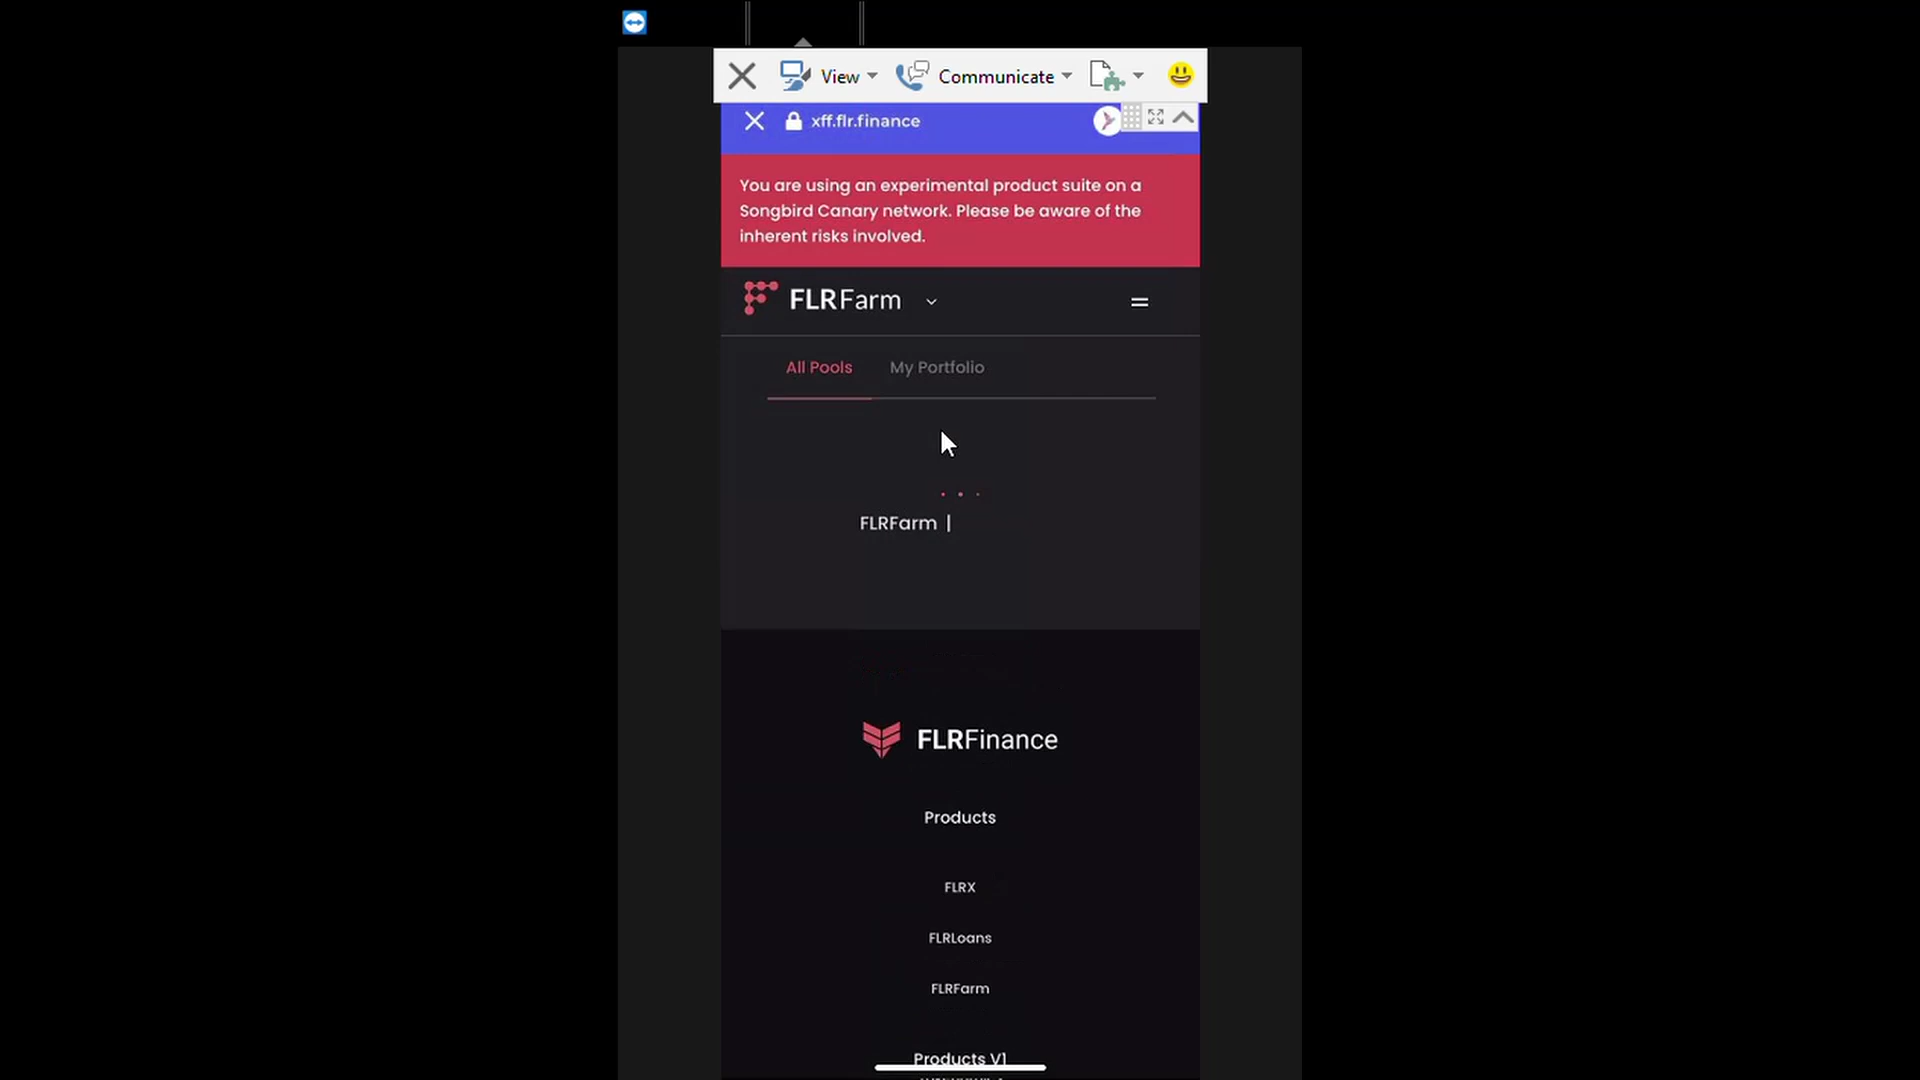 View
Communicate
xff.flr.finance
You are using an experimental product suite on a
Songbird Canary network. Please be aware of the
inherent risks involved.
FLRFarm
All Pools
My Portfolio
FLRFarm |
FLRFinance
Products
FLRX
FLRLoans
FLRFarm
Products V1